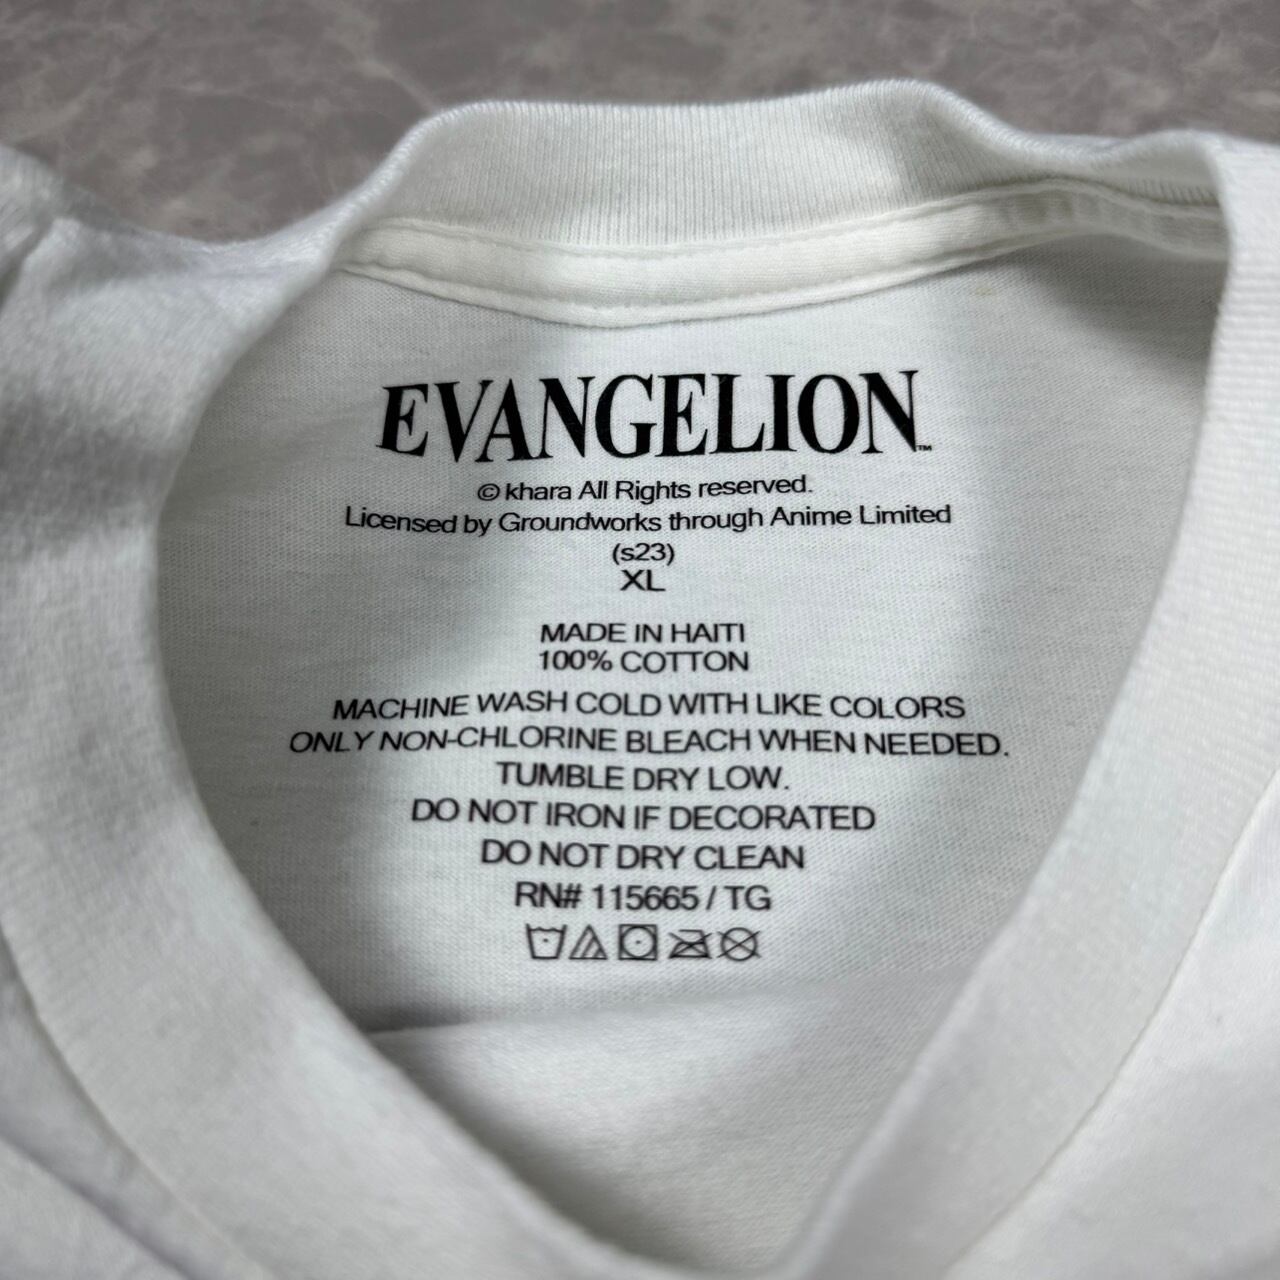 EVANGELION™
© khara All Rights reserved.
Licensed by Groundworks through Anime Limited
(s23)
XL
MADE IN HAITI
100% COTTON
MACHINE WASH COLD WITH LIKE COLORS
ONLY NON-CHLORINE BLEACH WHEN NEEDED.
TUMBLE DRY LOW.
DO NOT IRON IF DECORATED
DO NOT DRY CLEAN
RN# 115665 / TG